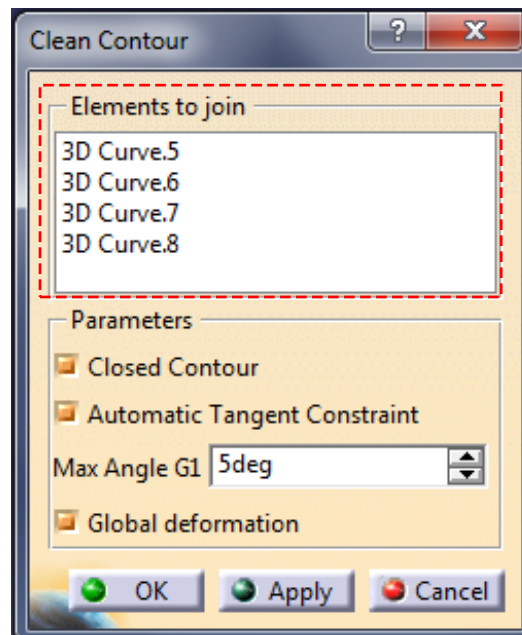 Clean Contour
?
X
Elements to join
3D Curve.5
3D Curve.6
3D Curve.7
3D Curve.8
Parameters
Closed Contour
Automatic Tangent Constraint
Max Angle G1 5deg
Global deformation
OK Apply Cancel